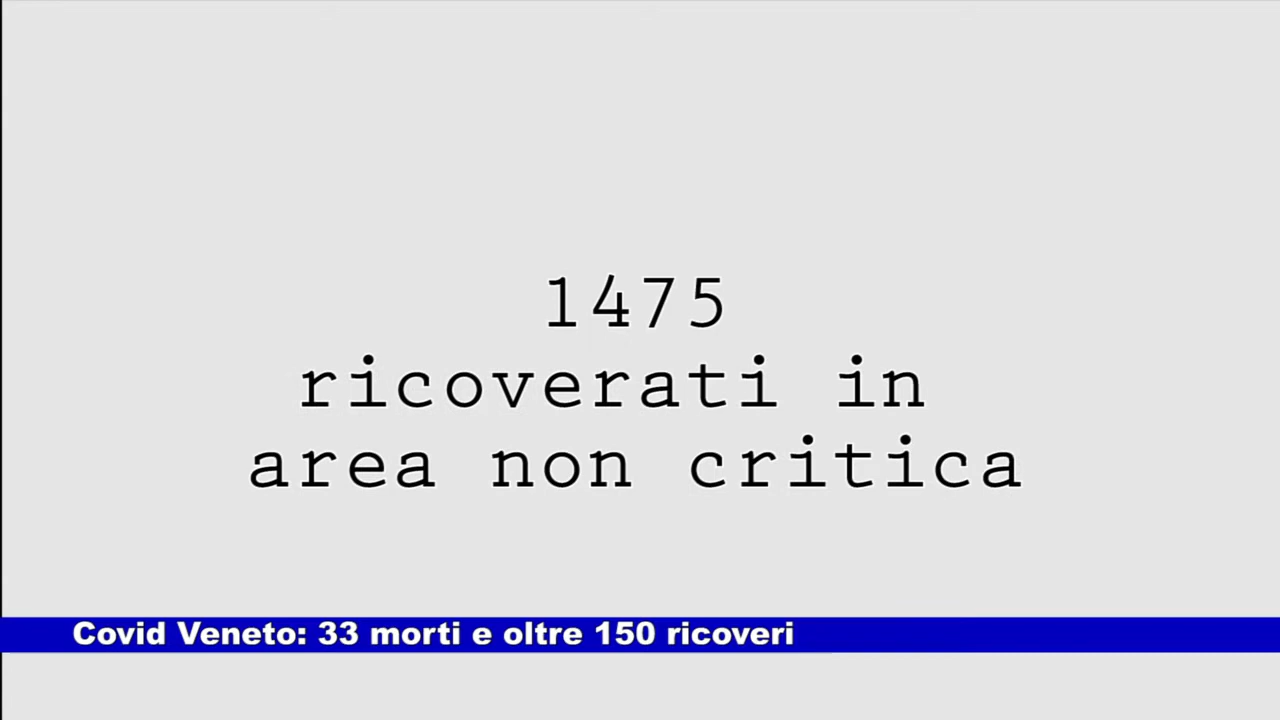 1475
ricoverati in
area non critica
Covid Veneto: 33 morti e oltre 150 ricoveri